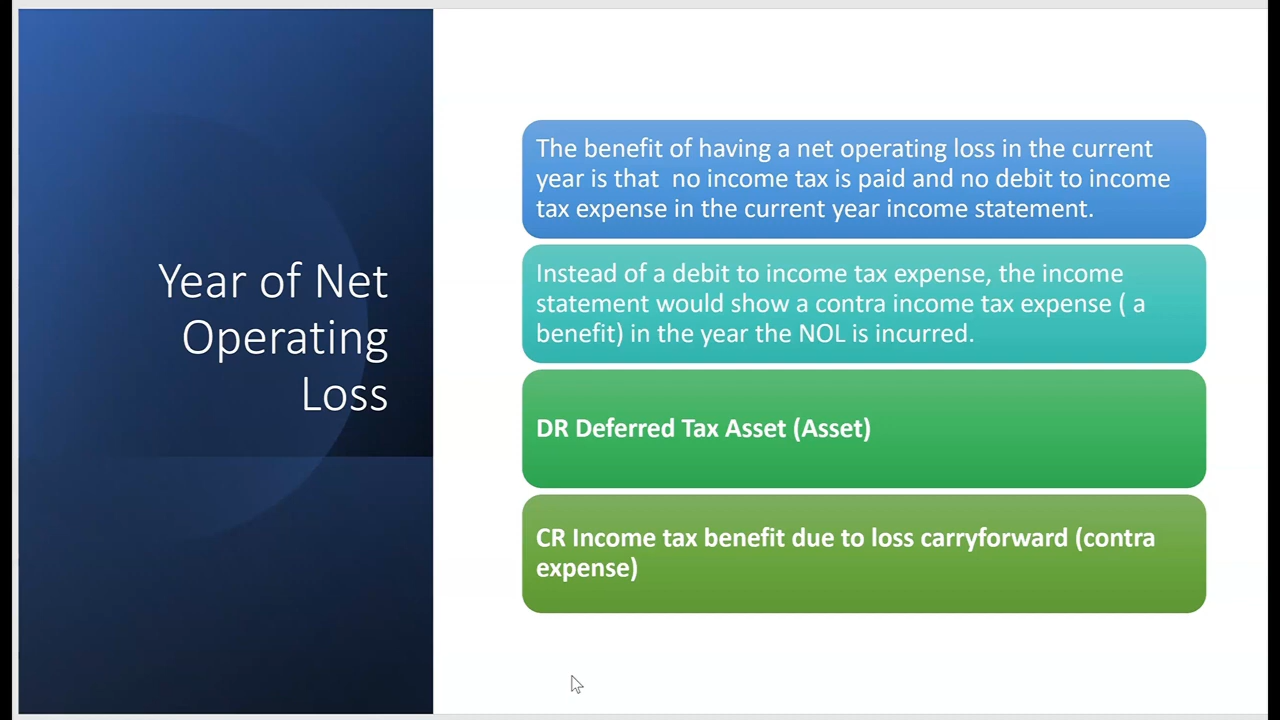 Year of Net
Operating
Loss
The benefit of having a net operating loss in the current
year is that  no income tax is paid and no debit to income
tax expense in the current year income statement.
Instead of a debit to income tax expense, the income
statement would show a contra income tax expense ( a
benefit) in the year the NOL is incurred.
DR Deferred Tax Asset (Asset)
CR Income tax benefit due to loss carryforward (contra
expense)